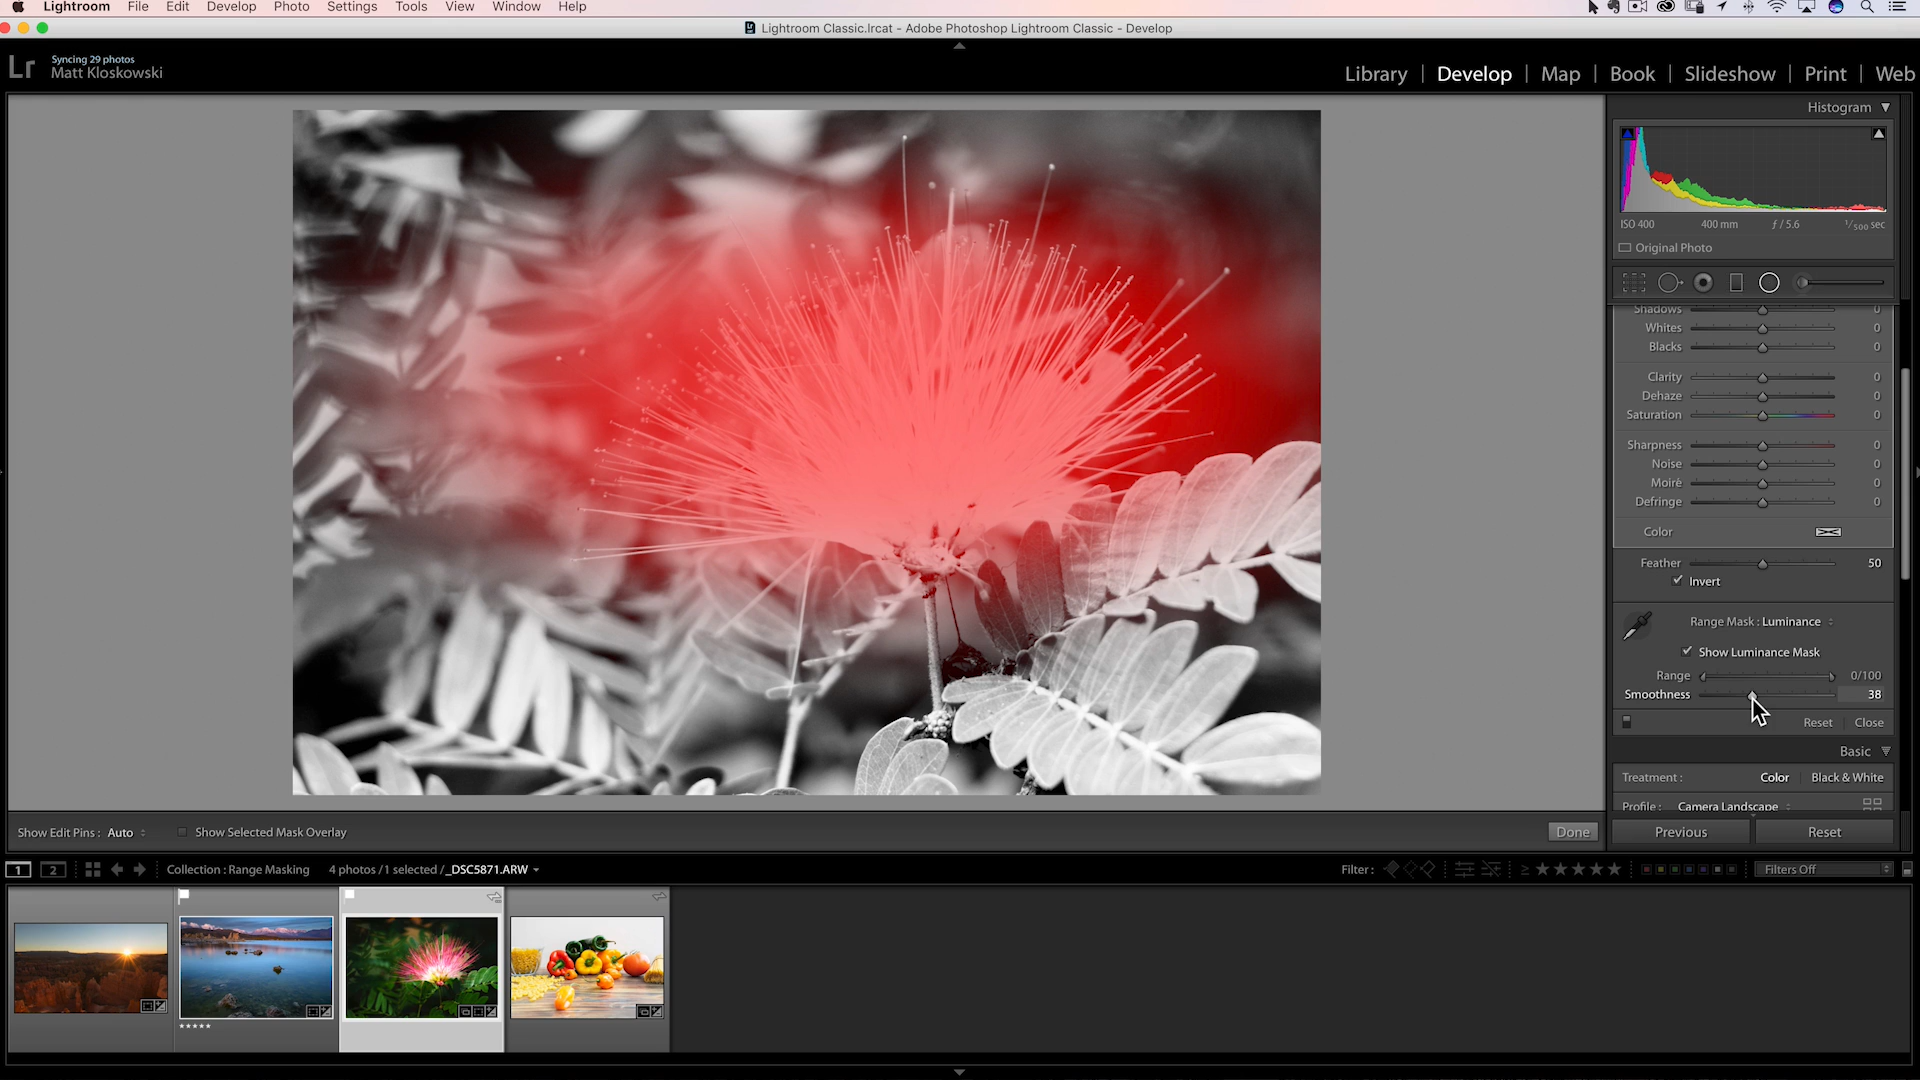 Lightroom File Edit Develop Photo Settings Tools View Window Help
Lightroom Classic.lrcat - Adobe Photoshop Lightroom Classic - Develop
Lr
Syncing 29 photos
Matt Kloskowski
Library | Develop | Map | Book | Slideshow | Print | Web
Histogram
ISO 400 400 mm ƒ / 5.6 1/500 sec
Original Photo
Shadows 0
Whites 0
Blacks 0
Clarity 0
Dehaze 0
Saturation 0
Sharpness 0
Noise 0
Moiré 0
Defringe 0
Color
Feather 50
Invert
Range Mask : Luminance
Show Luminance Mask
Range 0/100
Smoothness 38
Reset Close
Basic
Treatment : Color Black & White
Profile : Camera Landscape
Show Edit Pins : Auto Show Selected Mask Overlay Done Previous Reset
1 2 Collection : Range Masking 4 photos / 1 selected / _DSC5871.ARW Filter : ≥ ★★★★★ Filters Off
★★★★★